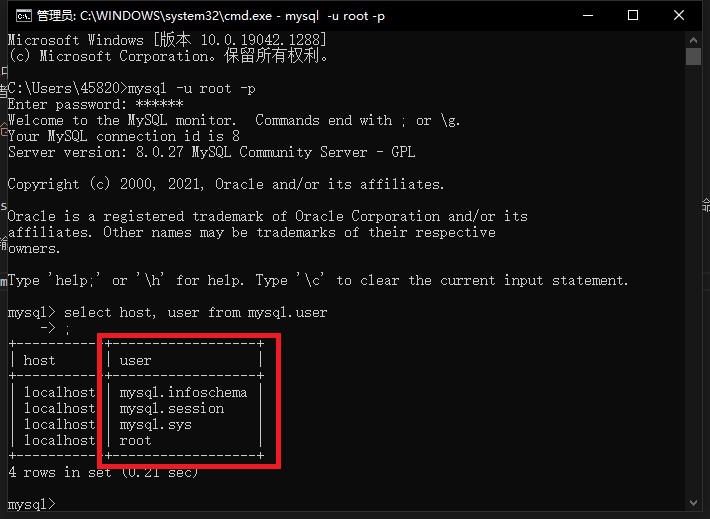 管理员: C:\WINDOWS\system32\cmd.exe - mysql  -u root -p
Microsoft Windows [版本 10.0.19042.1288]
(c) Microsoft Corporation。保留所有权利。
C:\Users\45820>mysql -u root -p
Enter password: ******
Welcome to the MySQL monitor.  Commands end with ; or \g.
Your MySQL connection id is 8
Server version: 8.0.27 MySQL Community Server - GPL
Copyright (c) 2000, 2021, Oracle and/or its affiliates.
Oracle is a registered trademark of Oracle Corporation and/or its
affiliates. Other names may be trademarks of their respective
owners.
Type 'help;' or '\h' for help. Type '\c' to clear the current input statement.
mysql> select host, user from mysql.user
    -> ;
+-----------+------------------+
| host      | user             |
+-----------+------------------+
| localhost | mysql.infoschema |
| localhost | mysql.session    |
| localhost | mysql.sys        |
| localhost | root             |
+-----------+------------------+
4 rows in set (0.21 sec)
mysql>